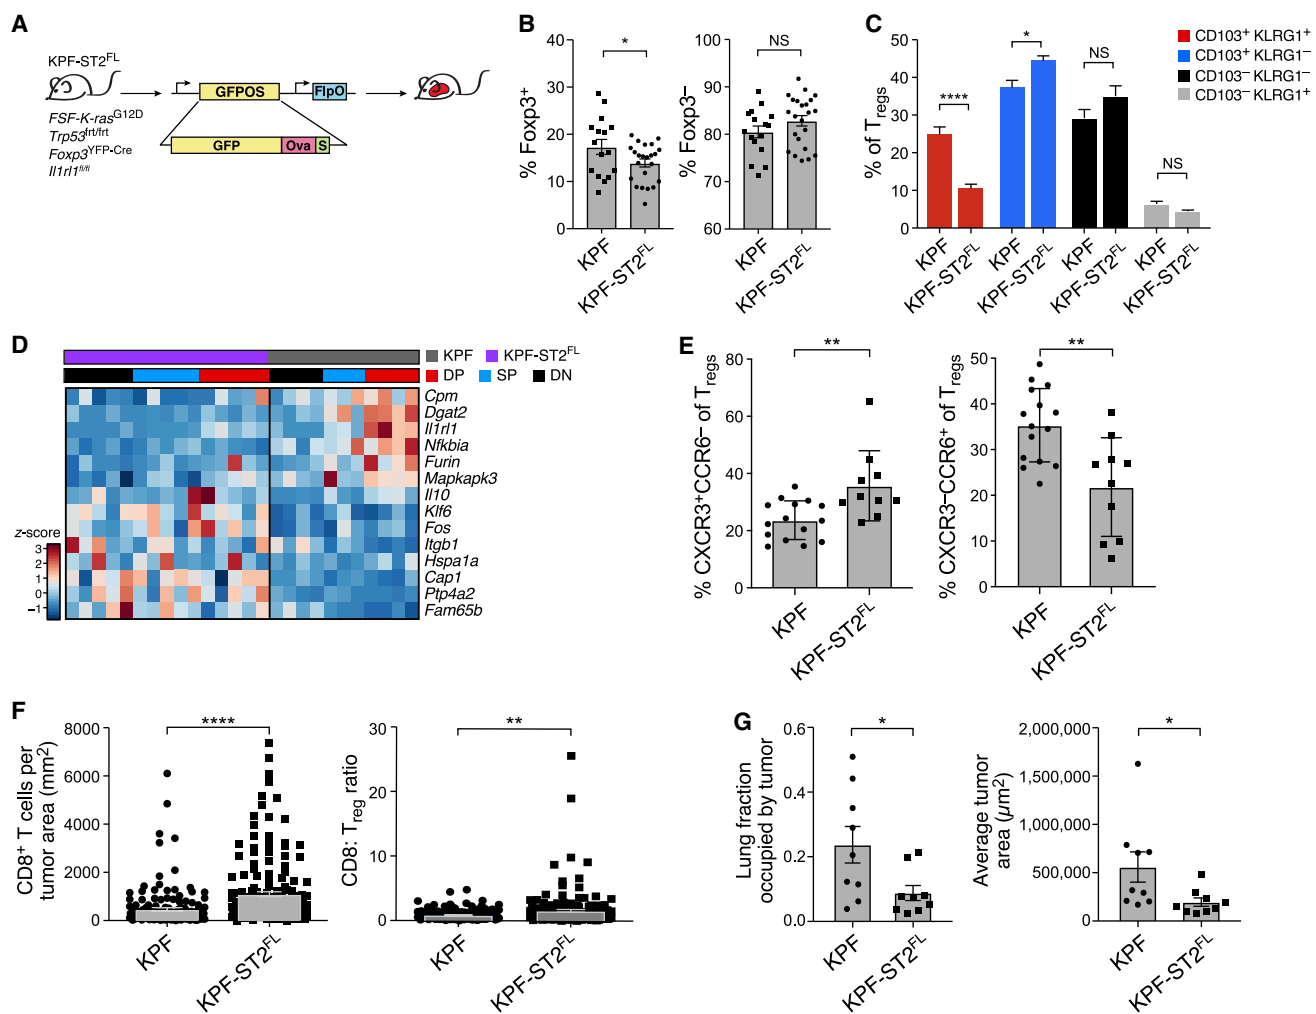 A
KPF-ST2FL
FSF-K-rasG12D
Trp53frt/frt
Foxp3YFP-Cre
Il1rl1fl/fl
GFPOS
FlpO
GFP
Ova
S
B
*
% Foxp3+
40
30
20
10
0
KPF
KPF-ST2FL
NS
% Foxp3–
100
90
80
70
60
KPF
KPF-ST2FL
C
CD103+ KLRG1+
CD103+ KLRG1–
CD103– KLRG1–
CD103– KLRG1+
% of Tregs
50
40
30
20
10
0
****
*
NS
NS
KPF
KPF-ST2FL
KPF
KPF-ST2FL
KPF
KPF-ST2FL
KPF
KPF-ST2FL
D
KPF
KPF-ST2FL
DP
SP
DN
Cpm
Dgat2
Il1rl1
Nfkbia
Furin
Mapkapk3
Il10
Klf6
Fos
Itgb1
Hspa1a
Cap1
Ptp4a2
Fam65b
z-score
3
2
1
0
–1
E
**
% CXCR3+CCR6– of Tregs
80
60
40
20
0
KPF
KPF-ST2FL
**
% CXCR3–CCR6+ of Tregs
50
40
30
20
10
0
KPF
KPF-ST2FL
F
****
CD8+ T cells per
tumor area (mm2)
8000
6000
4000
2000
0
KPF
KPF-ST2FL
**
CD8: Treg ratio
30
20
10
0
KPF
KPF-ST2FL
G
*
Lung fraction
occupied by tumor
0.6
0.4
0.2
0.0
KPF
KPF-ST2FL
*
Average tumor
area (µm2)
2,000,000
1,500,000
1,000,000
500,000
0
KPF
KPF-ST2FL